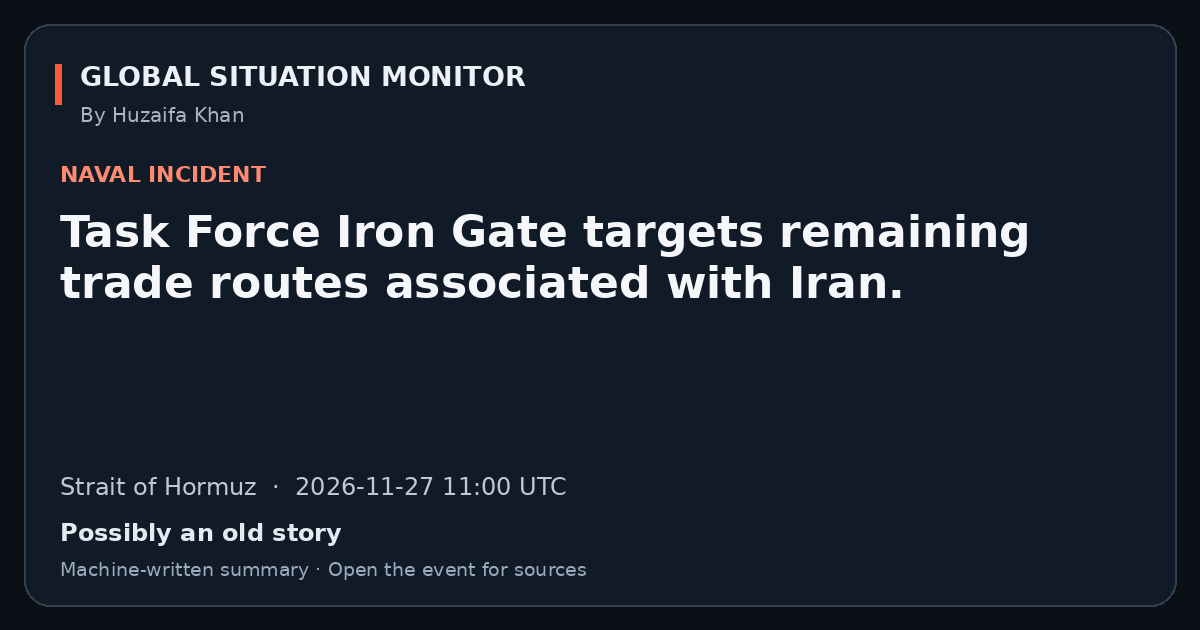 GLOBAL SITUATION MONITOR
By Huzaifa Khan
NAVAL INCIDENT
Task Force Iron Gate targets remaining
trade routes associated with Iran.
Strait of Hormuz · 2026-11-27 11:00 UTC
Possibly an old story
Machine-written summary · Open the event for sources